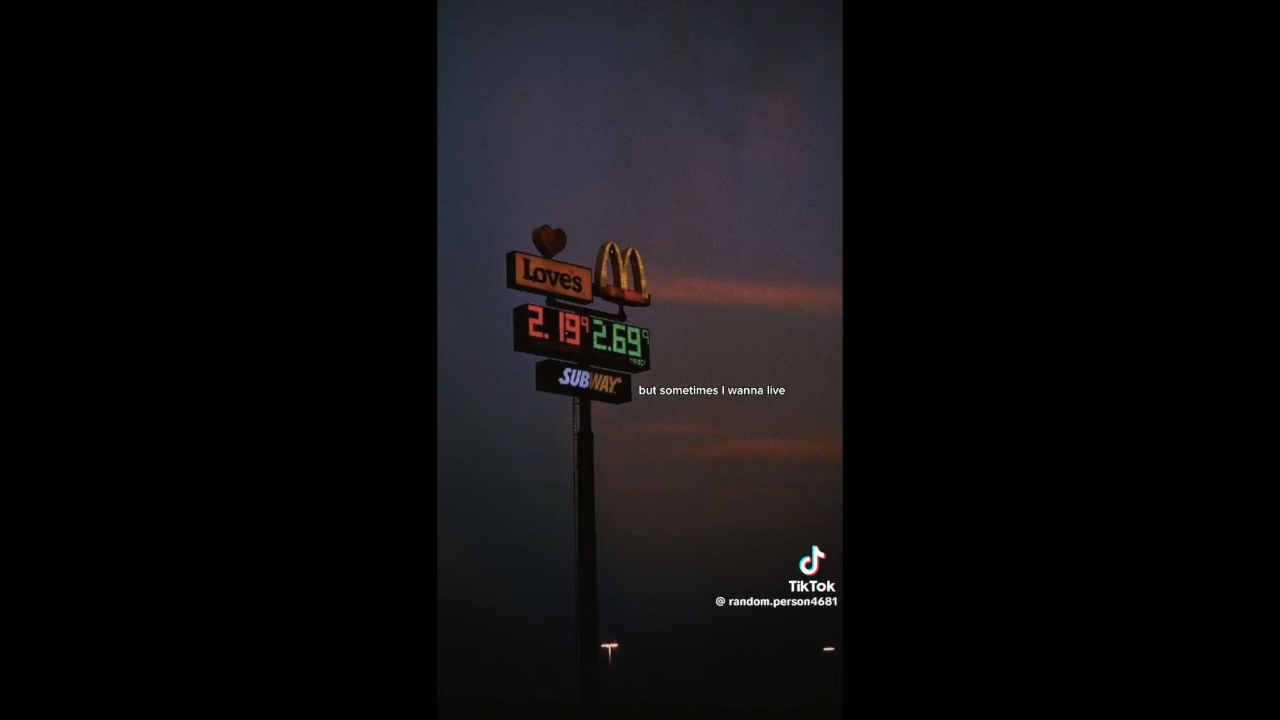 Love's
2.19⁹ 2.69⁹
SUBWAY
but sometimes I wanna live
TikTok
@ random.person4681